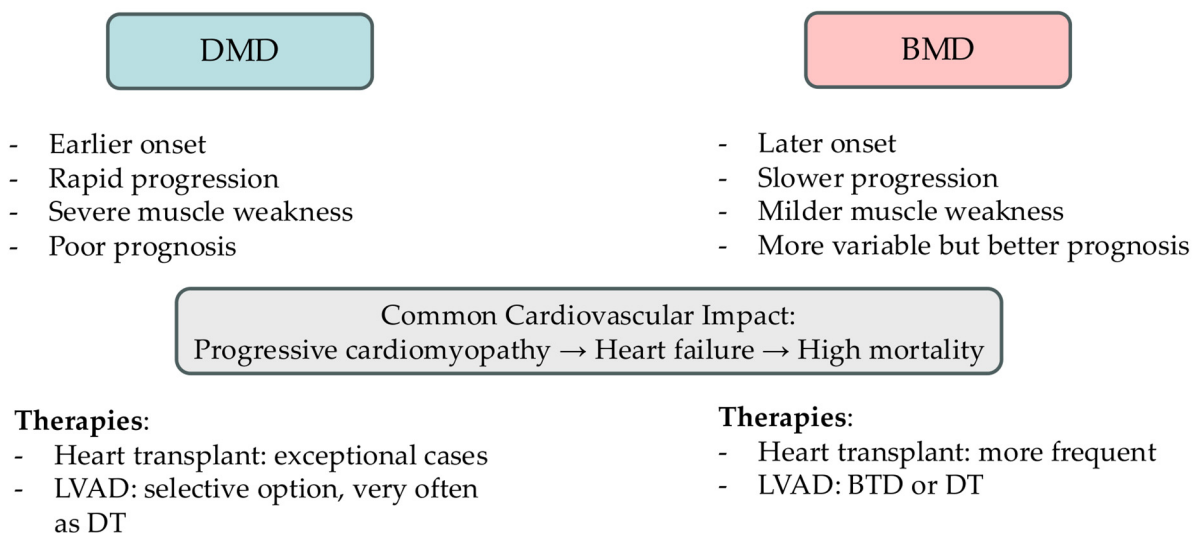 DMD
- Earlier onset
- Rapid progression
- Severe muscle weakness
- Poor prognosis
BMD
- Later onset
- Slower progression
- Milder muscle weakness
- More variable but better prognosis
Common Cardiovascular Impact:
Progressive cardiomyopathy → Heart failure → High mortality
Therapies:
- Heart transplant: exceptional cases
- LVAD: selective option, very often
as DT
Therapies:
- Heart transplant: more frequent
- LVAD: BTD or DT